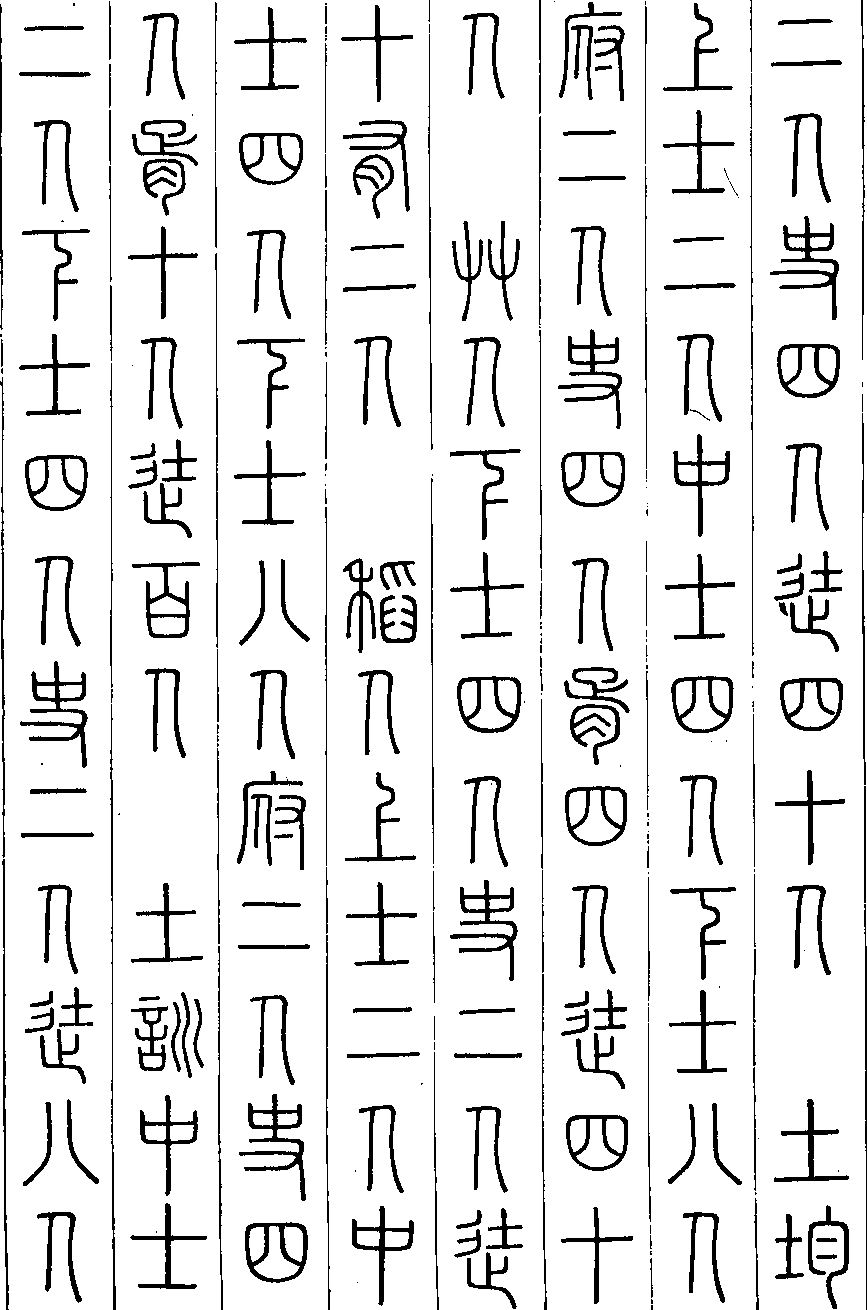 二人史四人徒四十人　土均
上士二人中士四人下士八人
府二人史四人胥四人徒四十
人　艸人下士四人史二人徒
十有二人　稻人上士二人中
士四人下士八人府二人史四
人胥十人徒百人　土訓中士
二人下士四人史二人徒八人